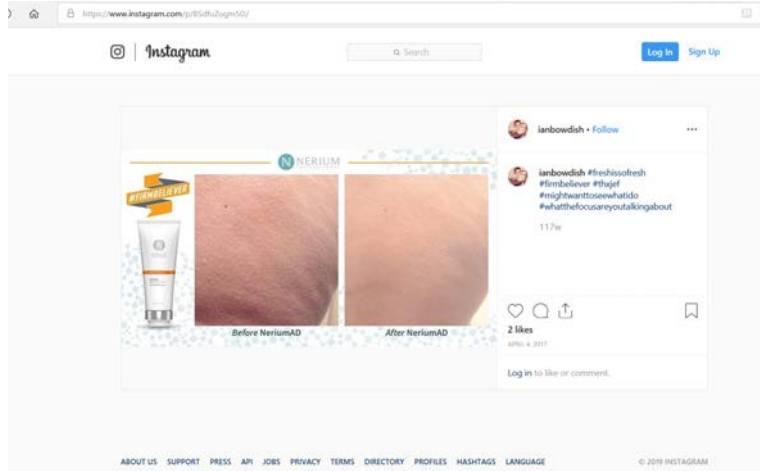 https://www.instagram.com/p/BSdfuZogm50/
Instagram
Search
Log In
Sign Up
ianbowdish • Follow
NERIUM
#FIRMBELIEVER
Before NeriumAD
After NeriumAD
ianbowdish #freshissofresh
#firmbeliever #thxjef
#mightwanttoseewhatido
#whatthefocusareyoutalkingabout
117w
2 likes
APRIL 4, 2017
Log in to like or comment.
ABOUT US SUPPORT PRESS API JOBS PRIVACY TERMS DIRECTORY PROFILES HASHTAGS LANGUAGE
© 2019 INSTAGRAM